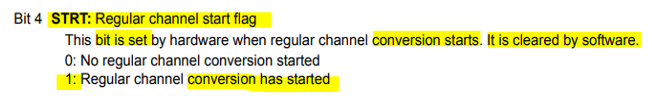 Bit 4 STRT: Regular channel start flag
This bit is set by hardware when regular channel conversion starts. It is cleared by software.
0: No regular channel conversion started
1: Regular channel conversion has started